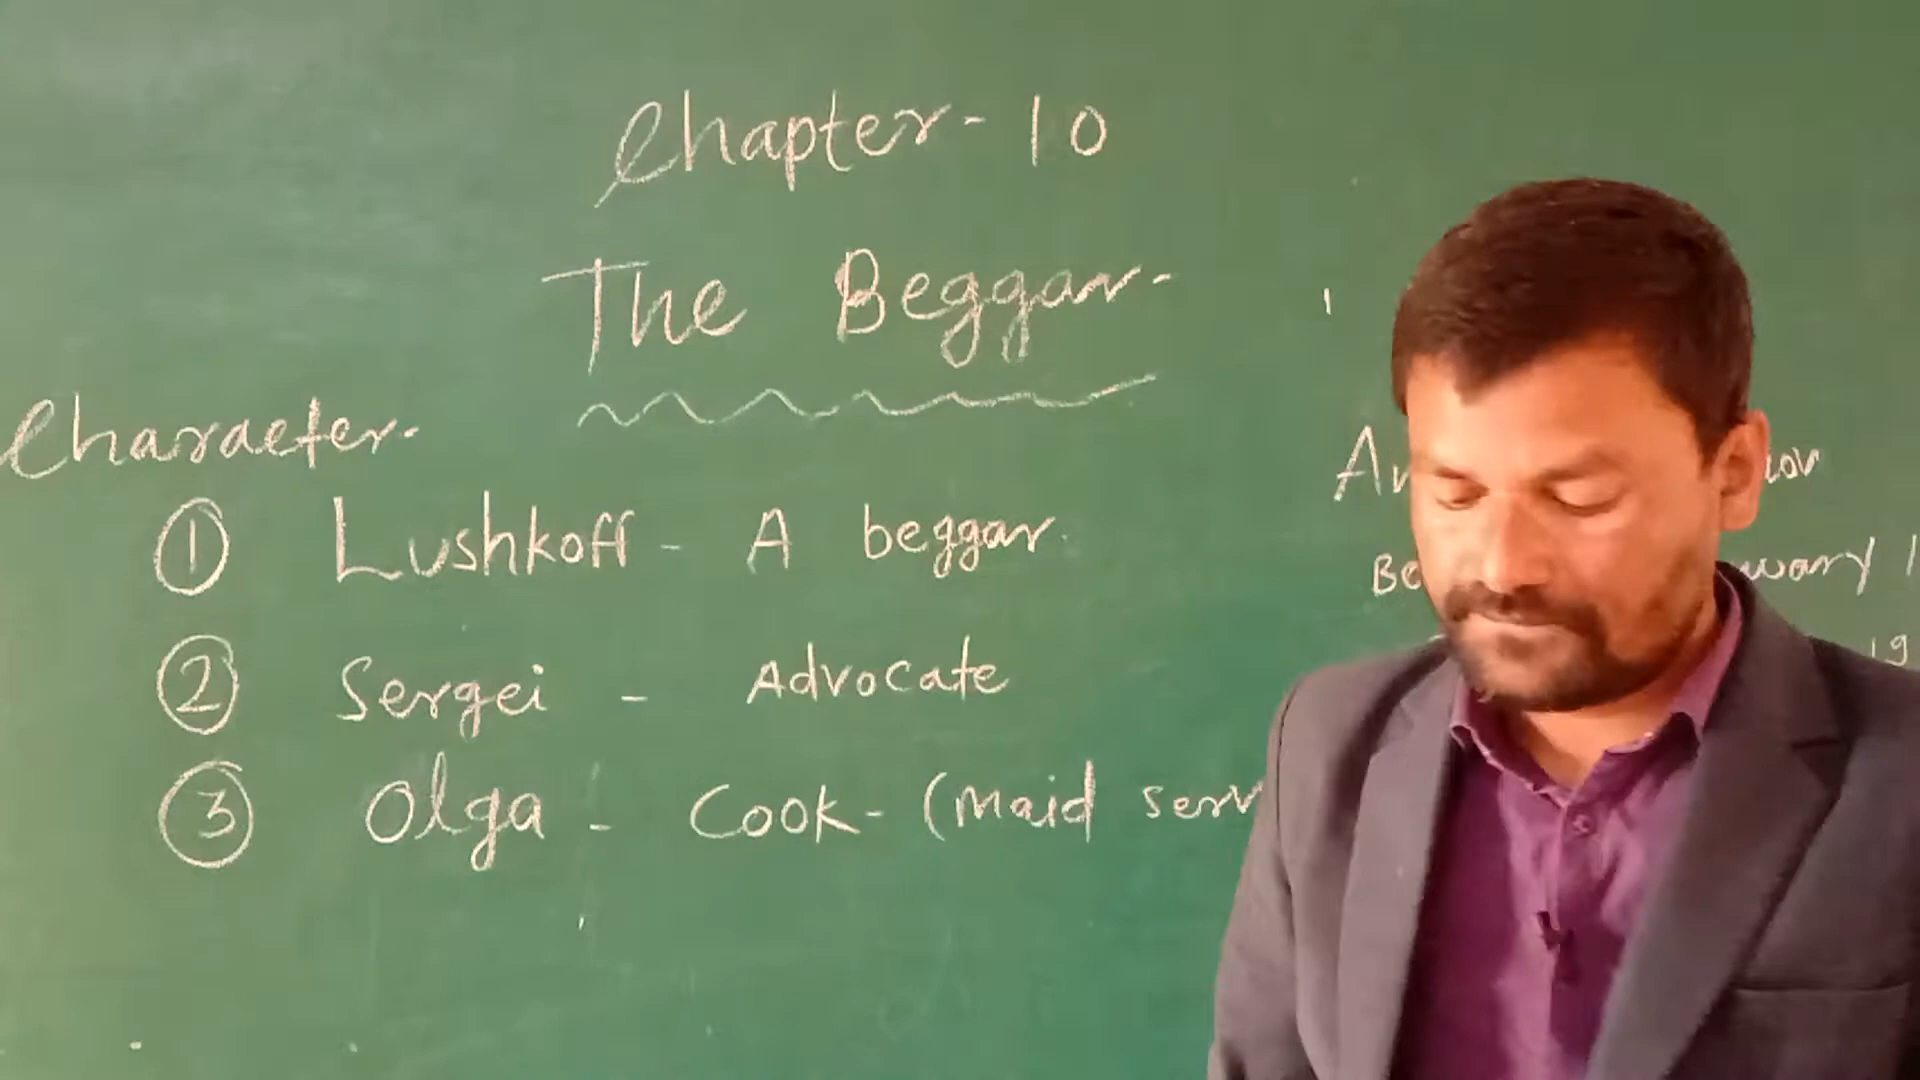 Chapter - 10
The Beggar
Character
① Lushkoff - A beggar
② Sergei - Advocate
③ Olga - Cook - (Maid